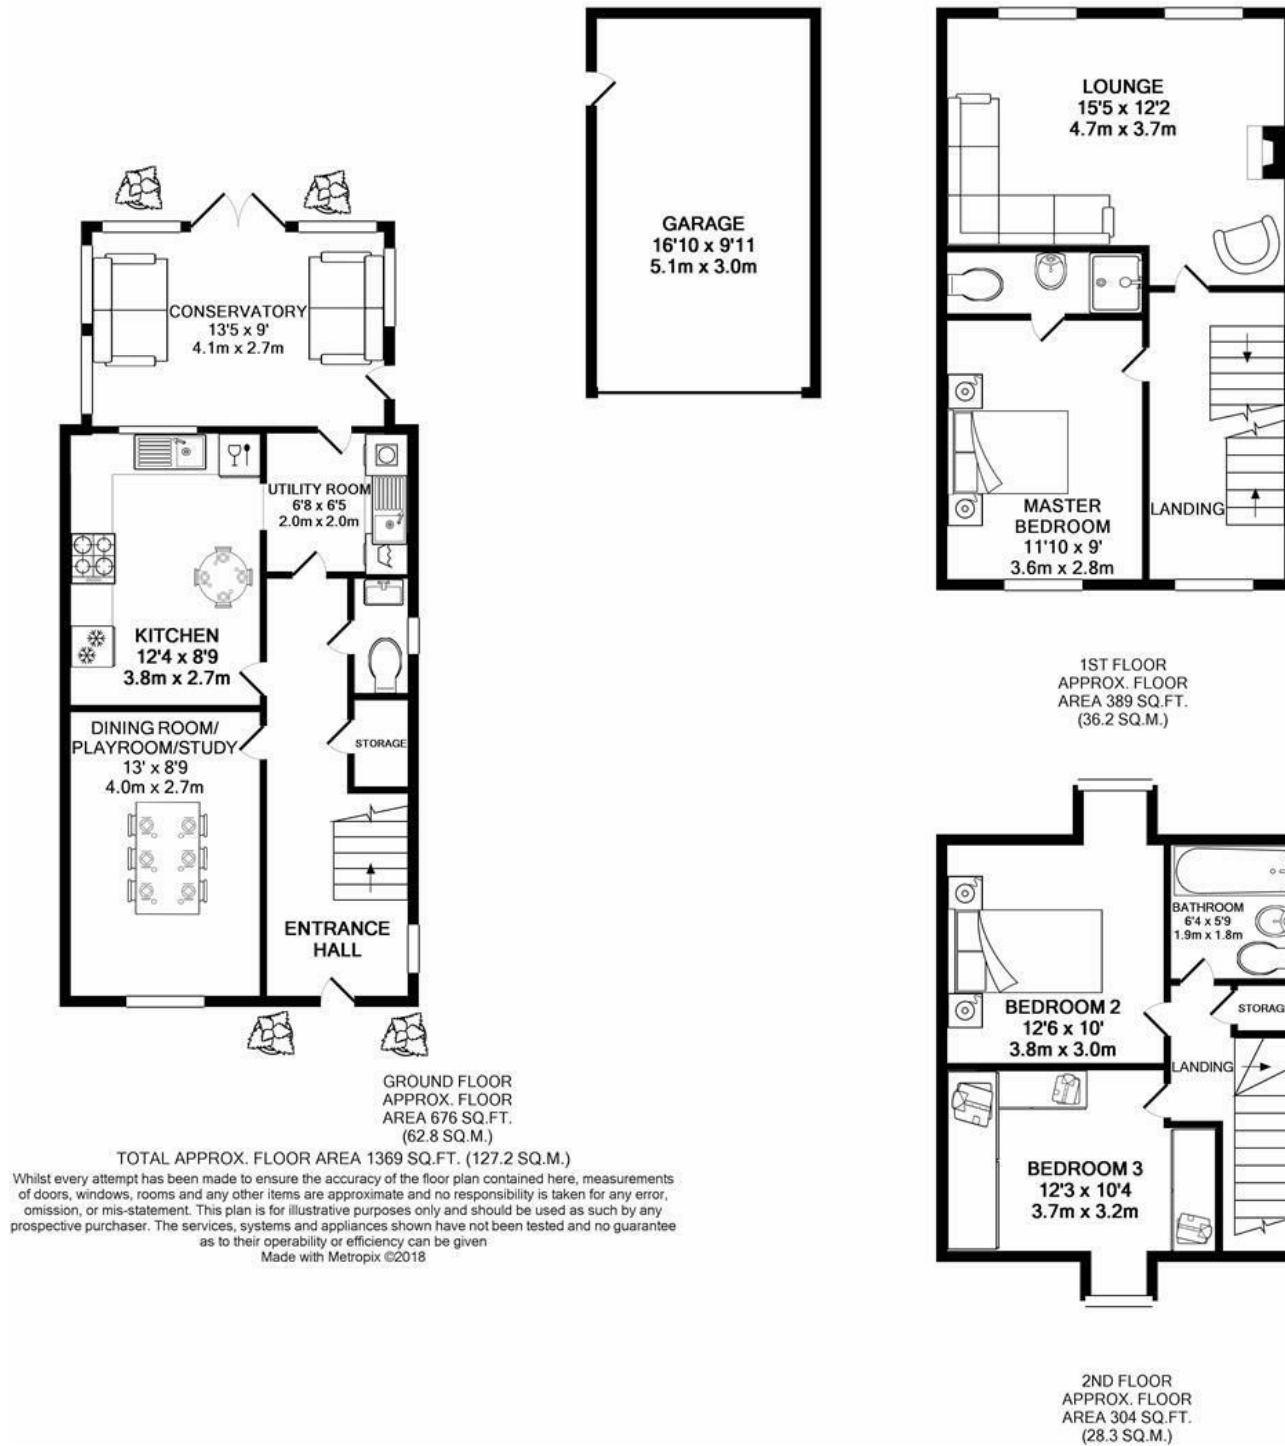 GARAGE
16'10 x 9'11
5.1m x 3.0m
CONSERVATORY
13'5 x 9'
4.1m x 2.7m
UTILITY ROOM
6'8 x 6'5
2.0m x 2.0m
KITCHEN
12'4 x 8'9
3.8m x 2.7m
DINING ROOM/
PLAYROOM/STUDY
13' x 8'9
4.0m x 2.7m
STORAGE
ENTRANCE
HALL
GROUND FLOOR
APPROX. FLOOR
AREA 676 SQ.FT.
(62.8 SQ.M.)
TOTAL APPROX. FLOOR AREA 1369 SQ.FT. (127.2 SQ.M.)
Whilst every attempt has been made to ensure the accuracy of the floor plan contained here, measurements
of doors, windows, rooms and any other items are approximate and no responsibility is taken for any error,
omission, or mis-statement. This plan is for illustrative purposes only and should be used as such by any
prospective purchaser. The services, systems and appliances shown have not been tested and no guarantee
as to their operability or efficiency can be given
Made with Metropix ©2018
LOUNGE
15'5 x 12'2
4.7m x 3.7m
MASTER
BEDROOM
11'10 x 9'
3.6m x 2.8m
LANDING
1ST FLOOR
APPROX. FLOOR
AREA 389 SQ.FT.
(36.2 SQ.M.)
BATHROOM
6'4 x 5'9
1.9m x 1.8m
BEDROOM 2
12'6 x 10'
3.8m x 3.0m
STORAG
LANDING
BEDROOM 3
12'3 x 10'4
3.7m x 3.2m
2ND FLOOR
APPROX. FLOOR
AREA 304 SQ.FT.
(28.3 SQ.M.)